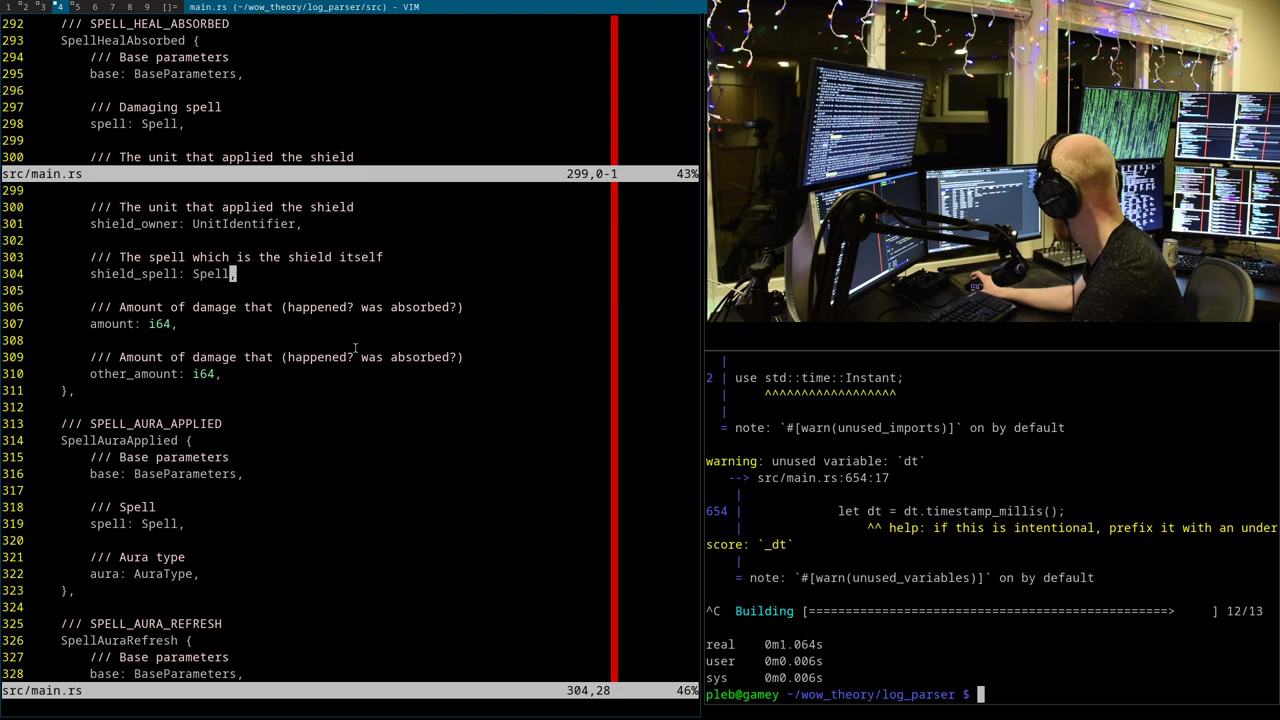 1 2 3 4 5 6 7 8 9 []= main.rs (~/wow_theory/log_parser/src) - VIM
292 /// SPELL_HEAL_ABSORBED
293 SpellHealAbsorbed {
294 /// Base parameters
295 base: BaseParameters,
296
297 /// Damaging spell
298 spell: Spell,
299
300 /// The unit that applied the shield
src/main.rs 299,0-1 43%
299
300 /// The unit that applied the shield
301 shield_owner: UnitIdentifier,
302
303 /// The spell which is the shield itself
304 shield_spell: Spell,
305
306 /// Amount of damage that (happened? was absorbed?)
307 amount: i64,
308
309 /// Amount of damage that (happened? was absorbed?)
310 other_amount: i64,
311 },
312
313 /// SPELL_AURA_APPLIED
314 SpellAuraApplied {
315 /// Base parameters
316 base: BaseParameters,
317
318 /// Spell
319 spell: Spell,
320
321 /// Aura type
322 aura: AuraType,
323 },
324
325 /// SPELL_AURA_REFRESH
326 SpellAuraRefresh {
327 /// Base parameters
328 base: BaseParameters,
src/main.rs 304,28 46%
|
2 | use std::time::Instant;
| ^^^^^^^^^^^^^^^^^^
|
= note: `#[warn(unused_imports)]` on by default
warning: unused variable: `dt`
--> src/main.rs:654:17
|
654 | let dt = dt.timestamp_millis();
| ^^ help: if this is intentional, prefix it with an under
score: `_dt`
|
= note: `#[warn(unused_variables)]` on by default
^C Building [===============================================> ] 12/13
real 0m1.064s
user 0m0.006s
sys 0m0.006s
pleb@gamey ~/wow_theory/log_parser $